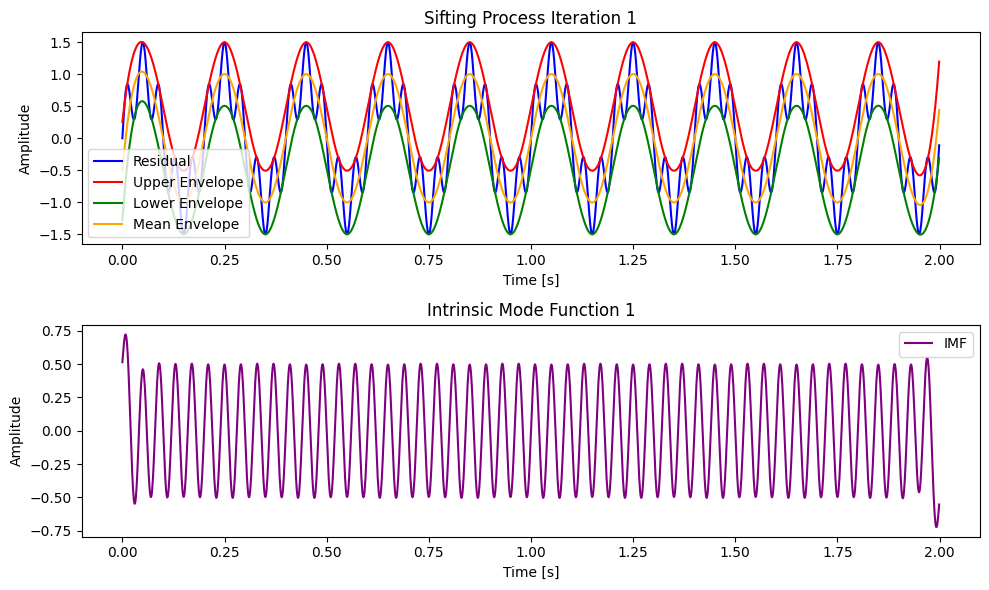 Sifting Process Iteration 1
1.5
1.0
0.5
0.0
−0.5
−1.0
−1.5
Amplitude
Residual
Upper Envelope
Lower Envelope
Mean Envelope
0.00 0.25 0.50 0.75 1.00 1.25 1.50 1.75 2.00
Time [s]
Intrinsic Mode Function 1
0.75
0.50
0.25
0.00
−0.25
−0.50
−0.75
Amplitude
IMF
0.00 0.25 0.50 0.75 1.00 1.25 1.50 1.75 2.00
Time [s]